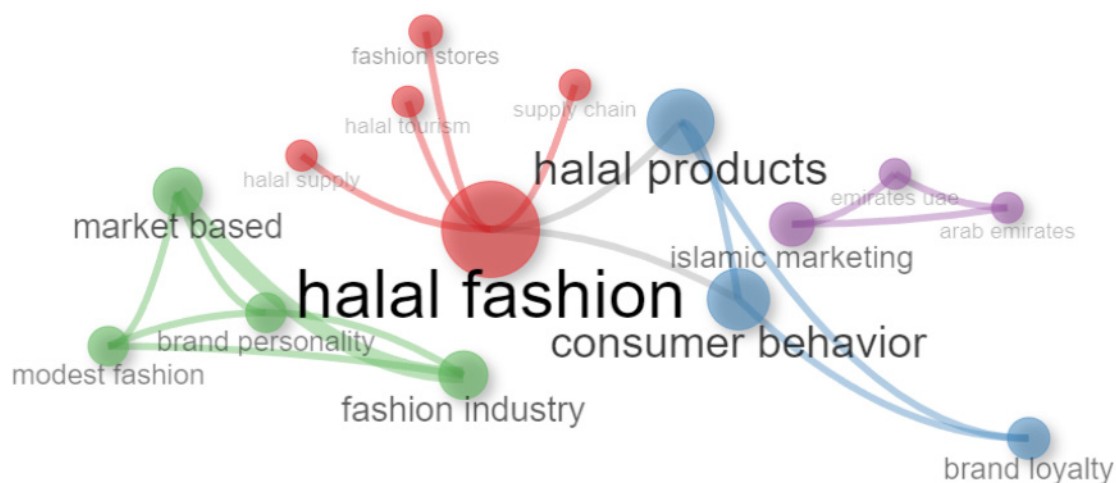 fashion stores
supply chain
halal tourism
halal products
halal supply
emirates uae
market based
arab emirates
islamic marketing
halal fashion
brand personality
consumer behavior
modest fashion
fashion industry
brand loyalty